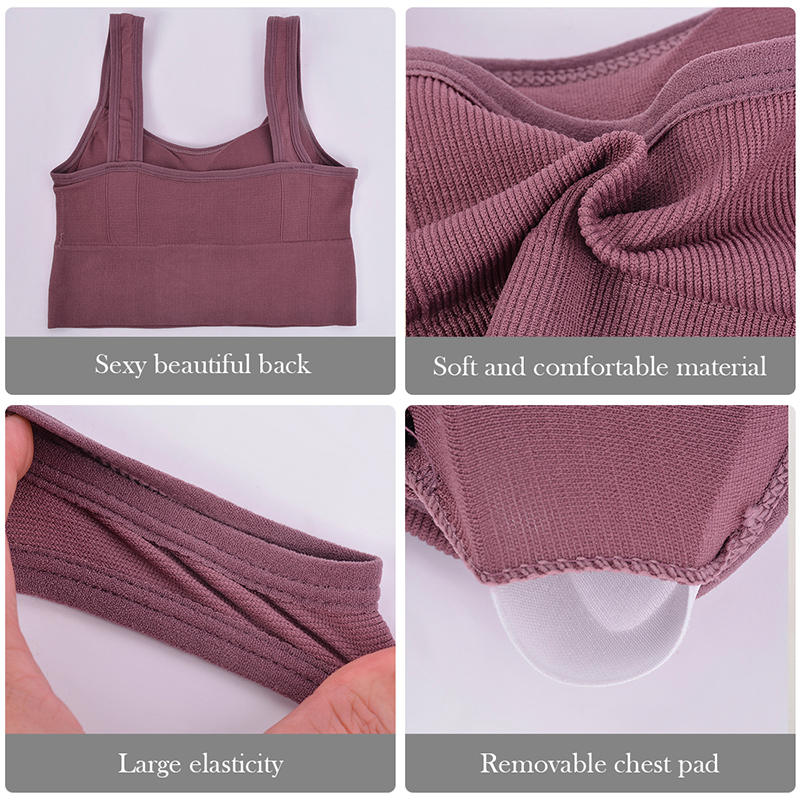 Sexy beautiful back
Soft and comfortable material
Large elasticity
Removable chest pad